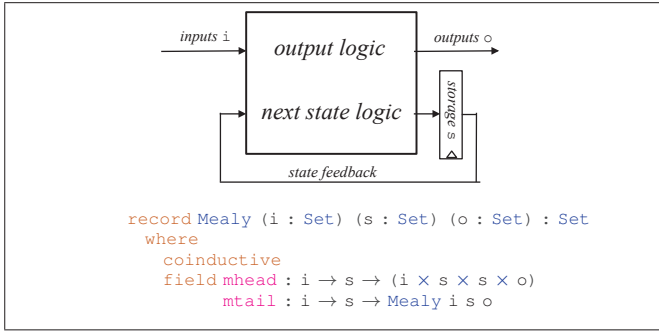 inputs i
output logic
outputs o
next state logic
storage s
state feedback
record Mealy (i : Set) (s : Set) (o : Set) : Set
where
coinductive
field mhead : i → s → (i × s × s × o)
mtail : i → s → Mealy i s o